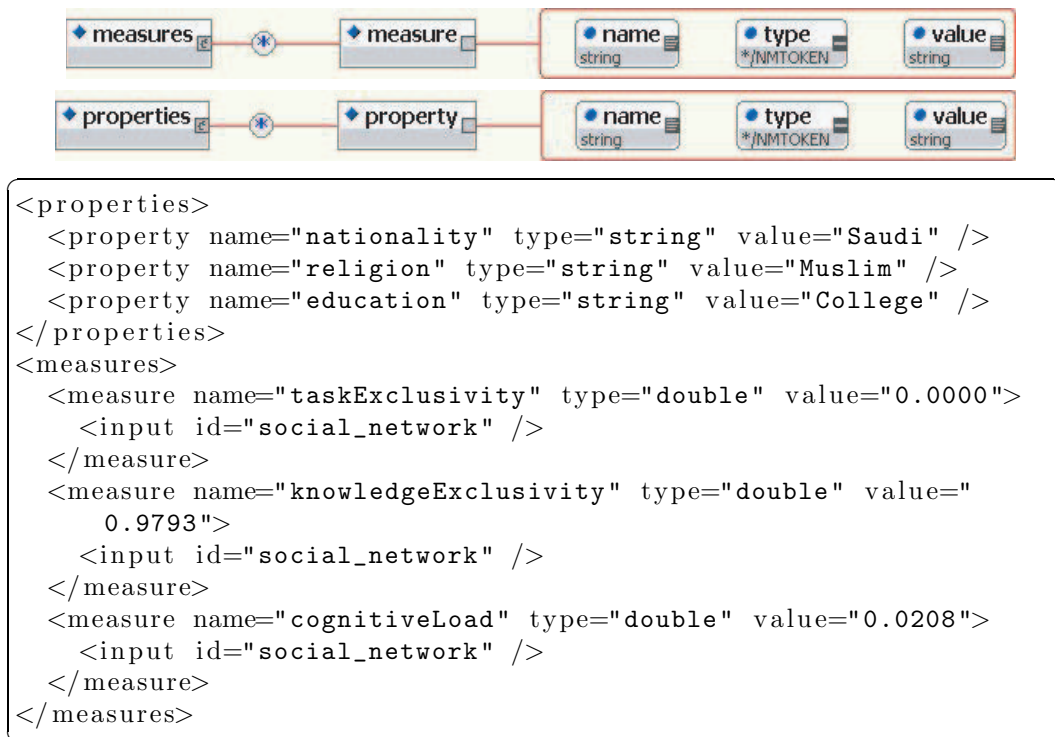 measures * measure name type value
string */NMTOKEN string
properties * property name type value
string */NMTOKEN string
<properties>
<property name="nationality" type="string" value="Saudi" />
<property name="religion" type="string" value="Muslim" />
<property name="education" type="string" value="College" />
</properties>
<measures>
<measure name="taskExclusivity" type="double" value="0.0000">
<input id="social_network" />
</measure>
<measure name="knowledgeExclusivity" type="double" value="
0.9793">
<input id="social_network" />
</measure>
<measure name="cognitiveLoad" type="double" value="0.0208">
<input id="social_network" />
</measure>
</measures>